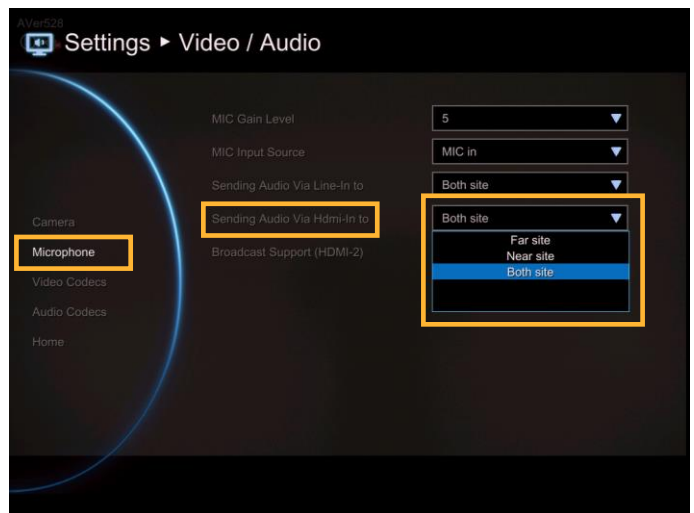 AVer528
Settings ► Video / Audio
MIC Gain Level 5
MIC Input Source MIC in
Sending Audio Via Line-In to Both site
Sending Audio Via Hdmi-In to Both site
Far site
Near site
Both site
Broadcast Support (HDMI-2)
Camera
Microphone
Video Codecs
Audio Codecs
Home